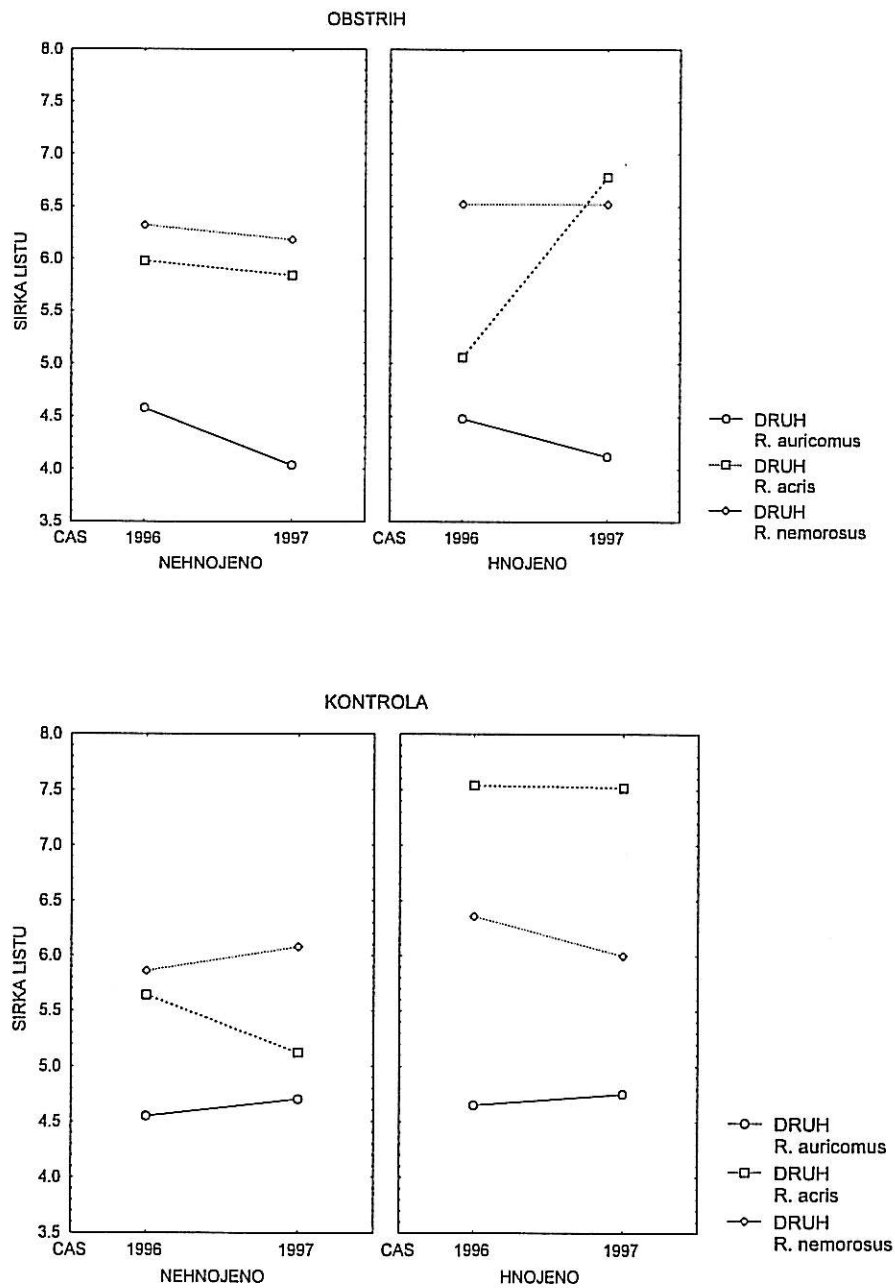 OBSTRIH
SIRKA LISTU
8.0
7.5
7.0
6.5
6.0
5.5
5.0
4.5
4.0
3.5
CAS 1996 1997
NEHNOJENO
CAS 1996 1997
HNOJENO
DRUH
R. auricomus
DRUH
R. acris
DRUH
R. nemorosus
KONTROLA
SIRKA LISTU
8.0
7.5
7.0
6.5
6.0
5.5
5.0
4.5
4.0
3.5
CAS 1996 1997
NEHNOJENO
CAS 1996 1997
HNOJENO
DRUH
R. auricomus
DRUH
R. acris
DRUH
R. nemorosus